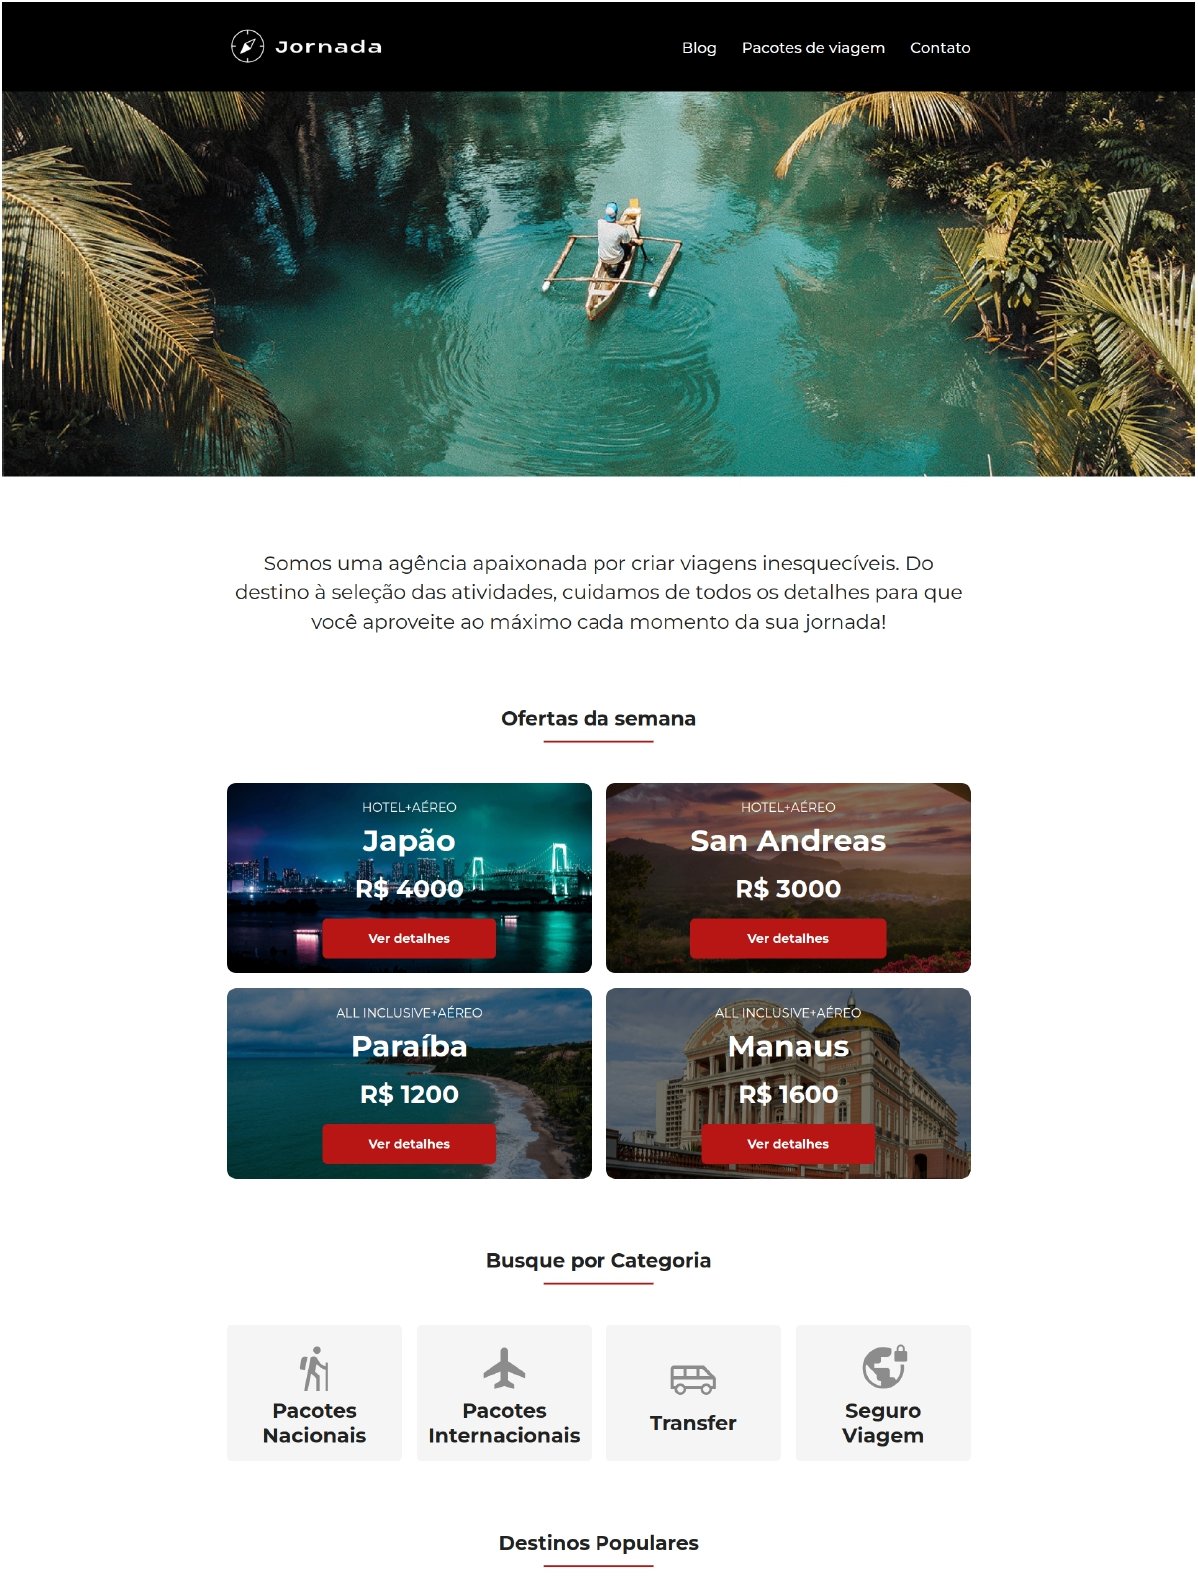 Jornada
Blog
Pacotes de viagem
Contato
Somos uma agência apaixonada por criar viagens inesquecíveis. Do
destino à seleção das atividades, cuidamos de todos os detalhes para que
você aproveite ao máximo cada momento da sua jornada!
Ofertas da semana
HOTEL+AÉREO
Japão
R$ 4000
Ver detalhes
HOTEL+AÉREO
San Andreas
R$ 3000
Ver detalhes
ALL INCLUSIVE+AÉREO
Paraíba
R$ 1200
Ver detalhes
ALL INCLUSIVE+AÉREO
Manaus
R$ 1600
Ver detalhes
Busque por Categoria
Pacotes
Nacionais
Pacotes
Internacionais
Transfer
Seguro
Viagem
Destinos Populares